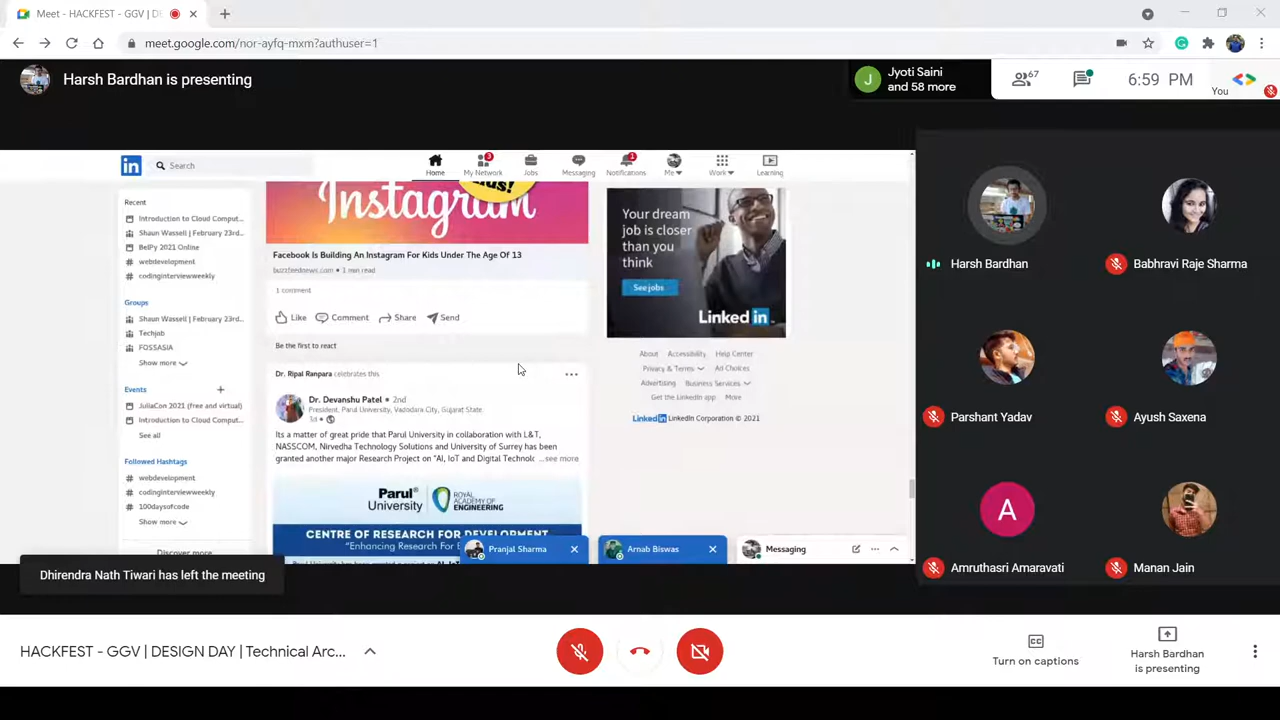 Meet - HACKFEST - GGV | DE
meet.google.com/nor-ayfq-mxm?authuser=1
Harsh Bardhan is presenting
J
Jyoti Saini
and 58 more
67
6:59 PM
You
in
Search
Home
3
My Network
Jobs
Messaging
1
Notifications
Me
Work
Learning
Recent
Introduction to Cloud Comput...
Shaun Wassell | February 23rd...
BelPy 2021 Online
webdevelopment
codinginterviewweekly
Groups
Shaun Wassell | February 23rd...
Techjob
FOSSASIA
Show more
Events
+
JuliaCon 2021 (free and virtual)
Introduction to Cloud Comput...
See all
Followed Hashtags
# webdevelopment
# codinginterviewweekly
# 100daysofcode
Show more
Discover more
Instagram
Facebook Is Building An Instagram For Kids Under The Age Of 13
buzzfeednews.com • 1 min read
1 comment
Like
Comment
Share
Send
Be the first to react
Dr. Ripal Ranpara celebrates this
Dr. Devanshu Patel • 2nd
President, Parul University, Vadodara City, Gujarat State
3d •
Its a matter of great pride that Parul University in collaboration with L&T,
NASSCOM, Nirvedha Technology Solutions and University of Surrey has been
granted another major Research Project on "AI, IoT and Digital Technolo ...see more
Parul®
University
ROYAL
ACADEMY OF
ENGINEERING
CENTRE OF RESEARCH FOR DEVELOPMENT
"Enhancing Research For
Your dream
job is closer
than you
think
See jobs
Linked in
About
Accessibility
Help Center
Privacy & Terms
Ad Choices
Advertising
Business Services
Get the LinkedIn app
More
Linked in LinkedIn Corporation © 2021
Pranjal Sharma
Arnab Biswas
Messaging
Harsh Bardhan
Babhravi Raje Sharma
Parshant Yadav
Ayush Saxena
A
Amruthasri Amaravati
Manan Jain
Dhirendra Nath Tiwari has left the meeting
HACKFEST - GGV | DESIGN DAY | Technical Arc...
CC
Turn on captions
Harsh Bardhan
is presenting